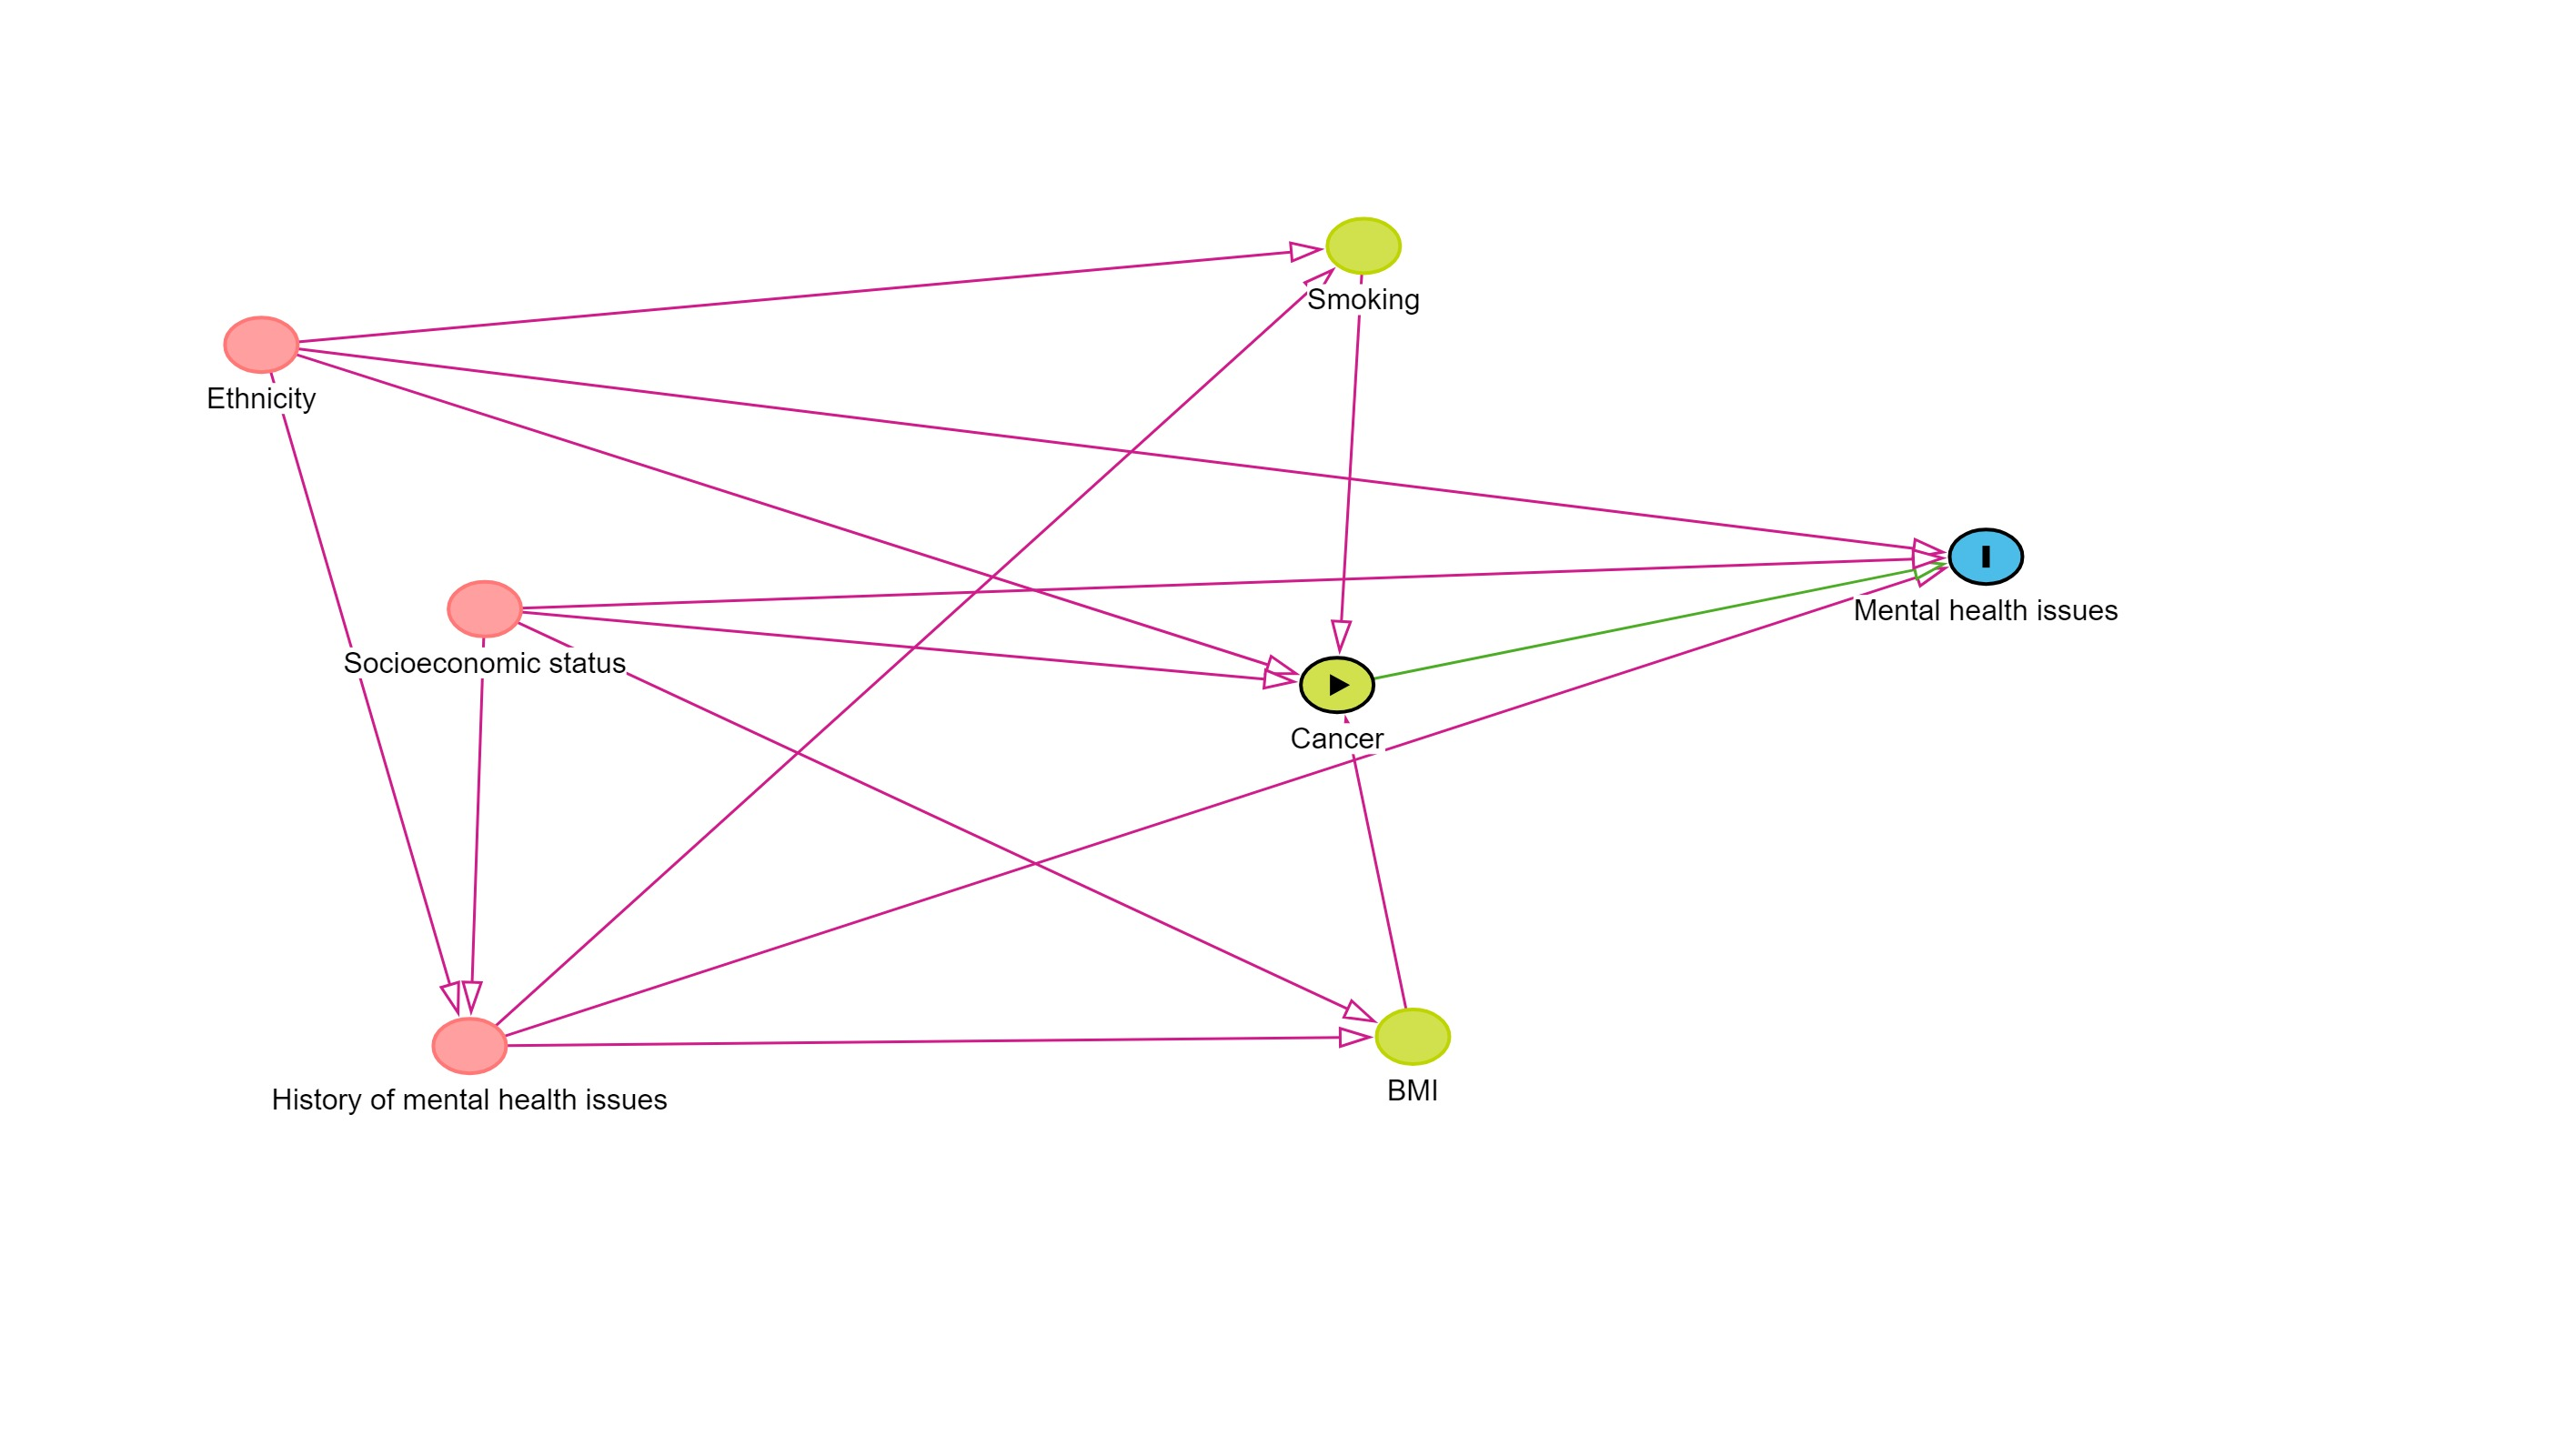 Smoking
Ethnicity
Mental health issues
Socioeconomic status
Cancer
BMI
History of mental health issues